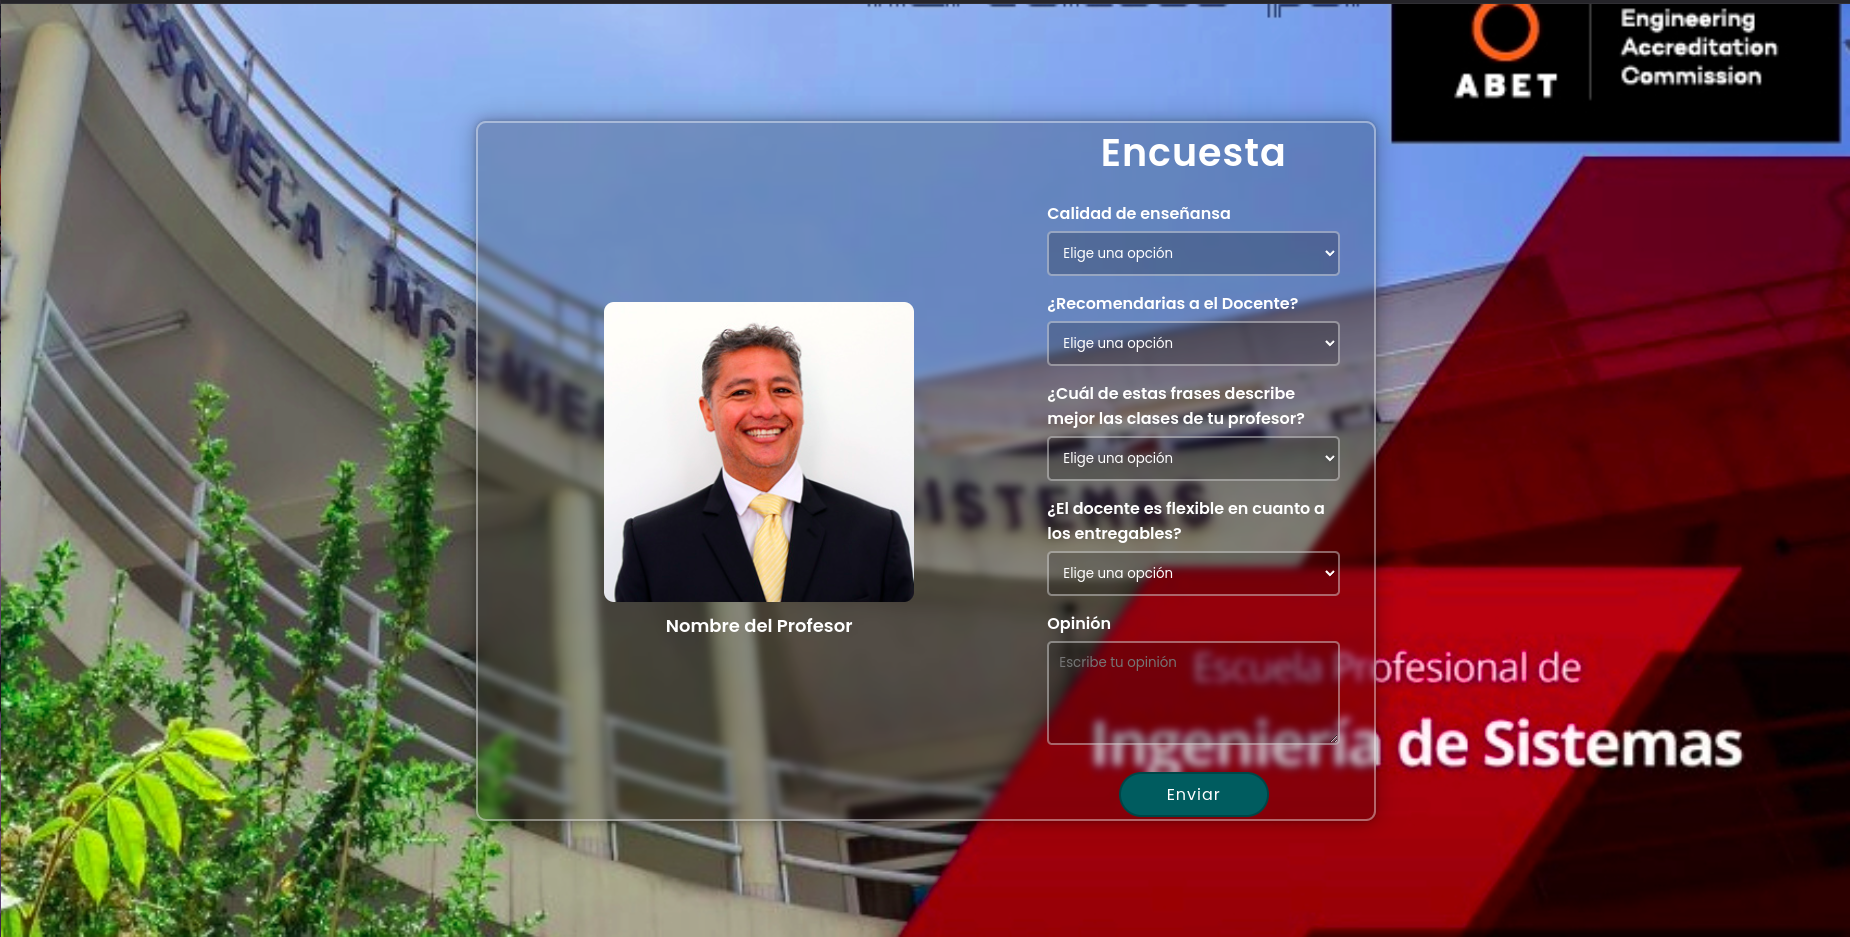 Engineering
Accreditation
Commission
ABET
ESCUELA INGENIE
SISTEMAS
Encuesta
Calidad de enseñansa
Elige una opción
¿Recomendarias a el Docente?
Elige una opción
¿Cuál de estas frases describe
mejor las clases de tu profesor?
Elige una opción
¿El docente es flexible en cuanto a
los entregables?
Elige una opción
Nombre del Profesor
Opinión
Escribe tu opinión
Escuela Profesional de
Ingeniería de Sistemas
Enviar